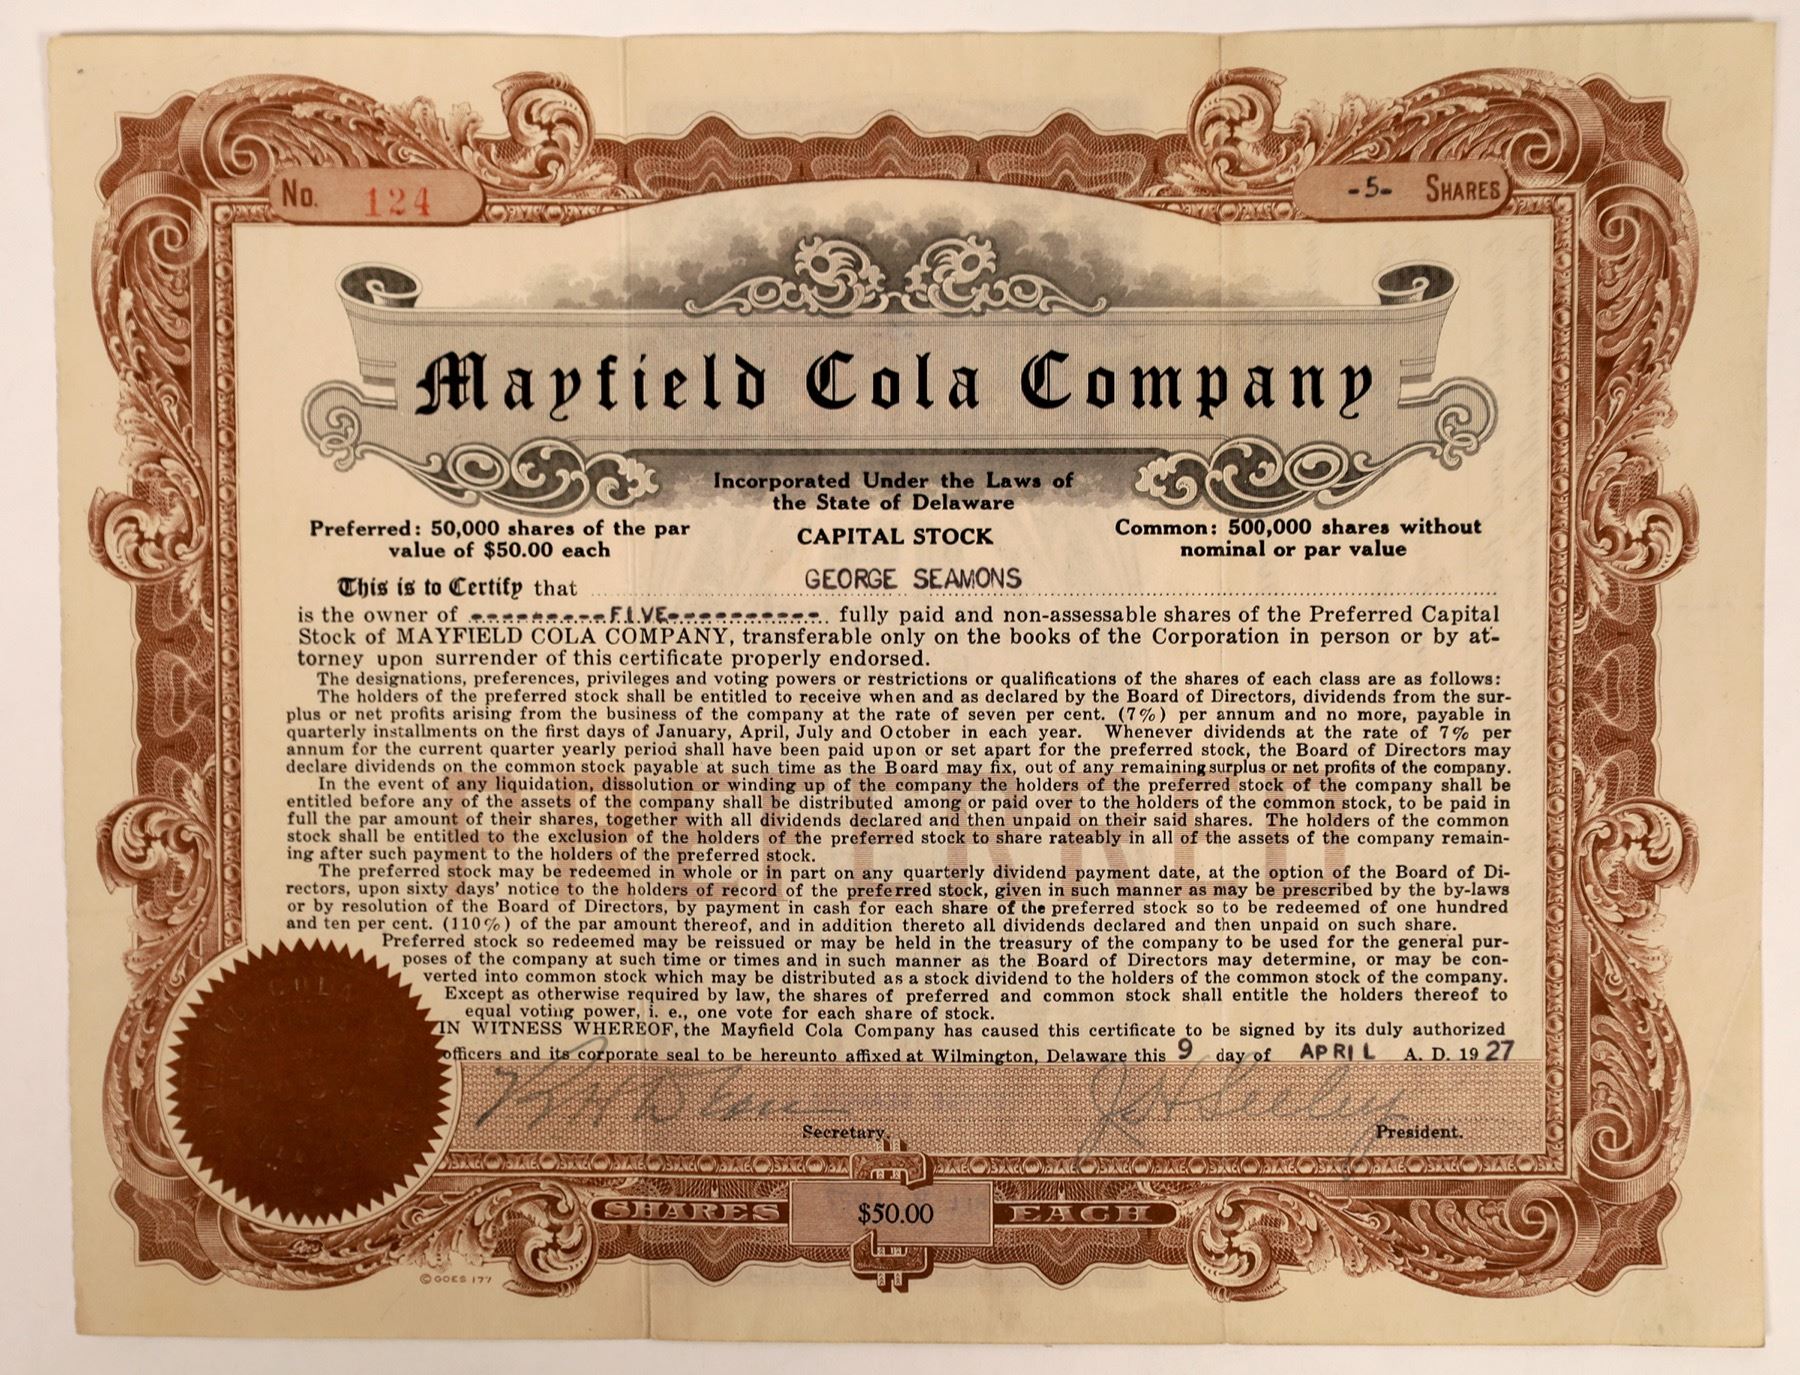 No. 124
-5- SHARES
Mayfield Cola Company
Incorporated Under the Laws of
the State of Delaware
Preferred: 50,000 shares of the par
value of $50.00 each
CAPITAL STOCK
Common: 500,000 shares without
nominal or par value
This is to Certify that GEORGE SEAMONS
is the owner of FIVE fully paid and non-assessable shares of the Preferred Capital
Stock of MAYFIELD COLA COMPANY, transferable only on the books of the Corporation in person or by at-
torney upon surrender of this certificate properly endorsed.
The designations, preferences, privileges and voting powers or restrictions or qualifications of the shares of each class are as follows:
The holders of the preferred stock shall be entitled to receive when and as declared by the Board of Directors, dividends from the sur-
plus or net profits arising from the business of the company at the rate of seven per cent. (7%) per annum and no more, payable in
quarterly installments on the first days of January, April, July and October in each year. Whenever dividends at the rate of 7% per
annum for the current quarter yearly period shall have been paid upon or set apart for the preferred stock, the Board of Directors may
declare dividends on the common stock payable at such time as the Board may fix, out of any remaining surplus or net profits of the company.
In the event of any liquidation, dissolution or winding up of the company the holders of the preferred stock of the company shall be
entitled before any of the assets of the company shall be distributed among or paid over to the holders of the common stock, to be paid in
full the par amount of their shares, together with all dividends declared and then unpaid on their said shares. The holders of the common
stock shall be entitled to the exclusion of the holders of the preferred stock to share rateably in all of the assets of the company remain-
ing after such payment to the holders of the preferred stock.
PREFERRED
The preferred stock may be redeemed in whole or in part on any quarterly dividend payment date, at the option of the Board of Di-
rectors, upon sixty days' notice to the holders of record of the preferred stock, given in such manner as may be prescribed by the by-laws
or by resolution of the Board of Directors, by payment in cash for each share of the preferred stock so to be redeemed of one hundred
and ten per cent. (110%) of the par amount thereof, and in addition thereto all dividends declared and then unpaid on such share.
Preferred stock so redeemed may be reissued or may be held in the treasury of the company to be used for the general pur-
poses of the company at such time or times and in such manner as the Board of Directors may determine, or may be con-
verted into common stock which may be distributed as a stock dividend to the holders of the common stock of the company.
Except as otherwise required by law, the shares of preferred and common stock shall entitle the holders thereof to
equal voting power, i. e., one vote for each share of stock.
IN WITNESS WHEREOF, the Mayfield Cola Company has caused this certificate to be signed by its duly authorized
officers and its corporate seal to be hereunto affixed at Wilmington, Delaware this 9 day of APRIL A. D. 1927
COLA
Secretary.
J H Seeley
President.
SHARES $50.00 EACH
© GOES 177